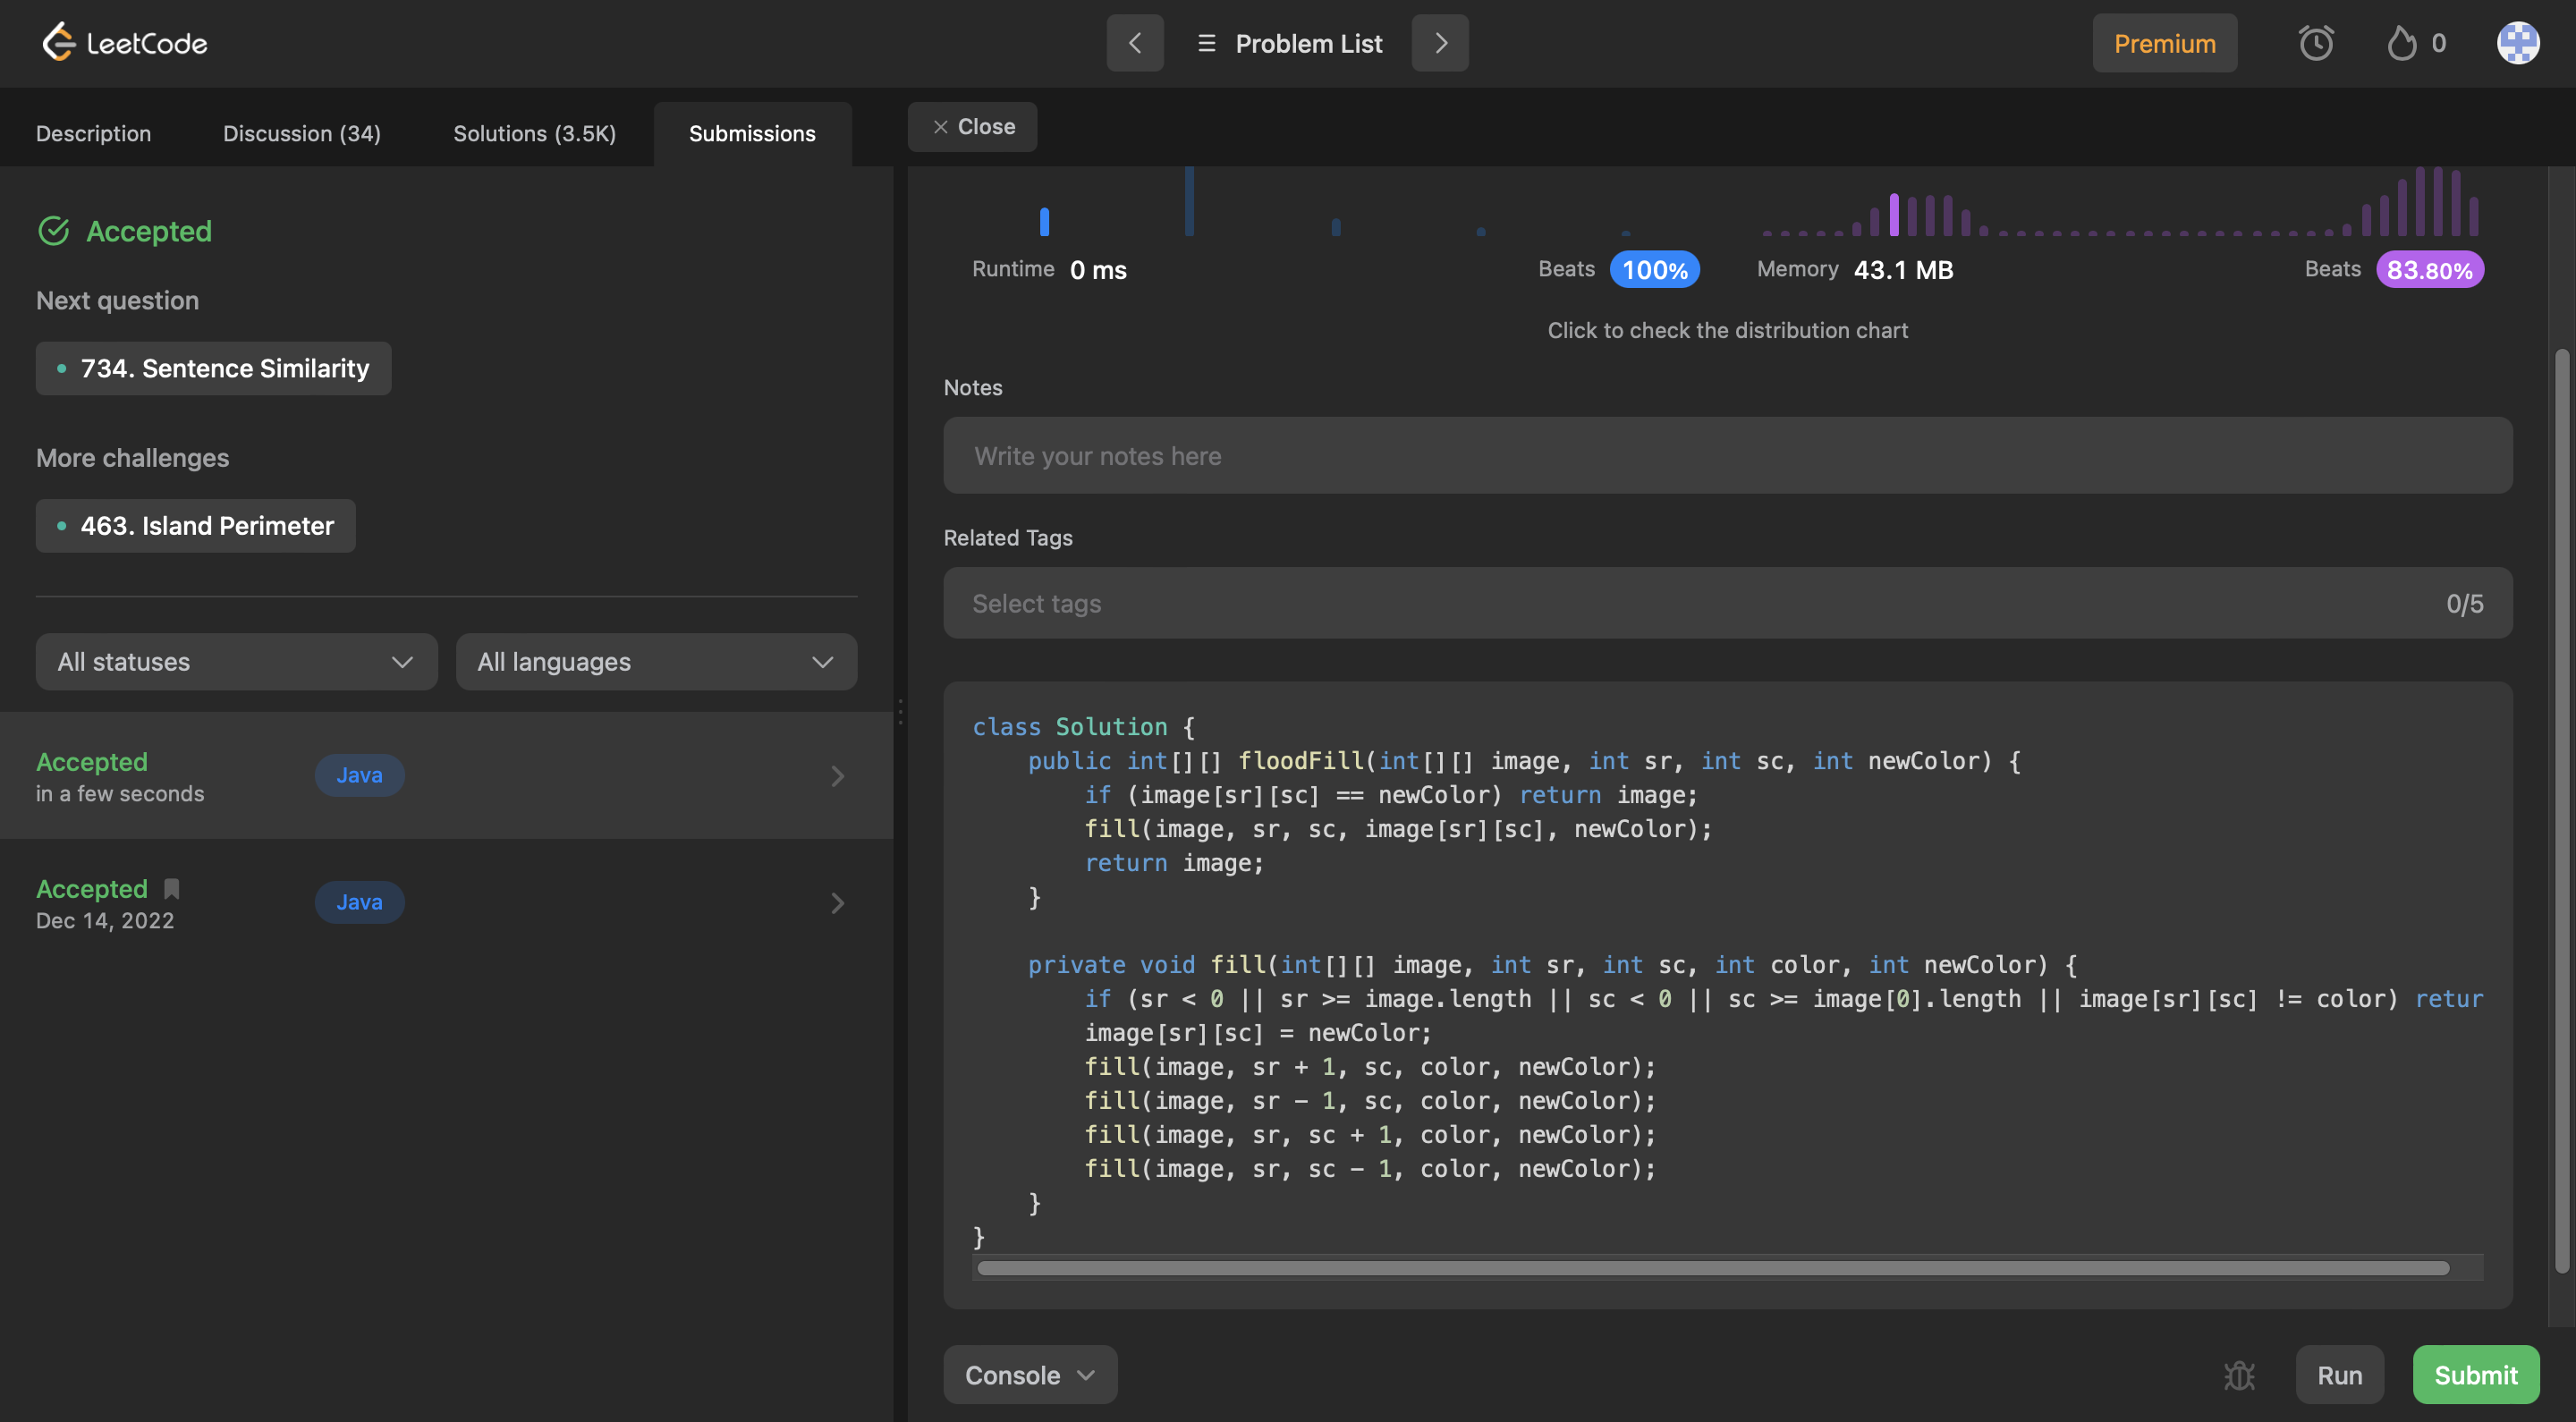 LeetCode
Problem List
Premium
0
Description
Discussion (34)
Solutions (3.5K)
Submissions
Close
Accepted
Next question
734. Sentence Similarity
More challenges
463. Island Perimeter
All statuses
All languages
Accepted
in a few seconds
Java
Accepted
Dec 14, 2022
Java
Runtime 0 ms
Beats 100%
Memory 43.1 MB
Beats 83.80%
Click to check the distribution chart
Notes
Write your notes here
Related Tags
Select tags
0/5
class Solution {
    public int[][] floodFill(int[][] image, int sr, int sc, int newColor) {
        if (image[sr][sc] == newColor) return image;
        fill(image, sr, sc, image[sr][sc], newColor);
        return image;
    }
    private void fill(int[][] image, int sr, int sc, int color, int newColor) {
        if (sr < 0 || sr >= image.length || sc < 0 || sc >= image[0].length || image[sr][sc] != color) retur
        image[sr][sc] = newColor;
        fill(image, sr + 1, sc, color, newColor);
        fill(image, sr - 1, sc, color, newColor);
        fill(image, sr, sc + 1, color, newColor);
        fill(image, sr, sc - 1, color, newColor);
    }
}
Console
Run
Submit